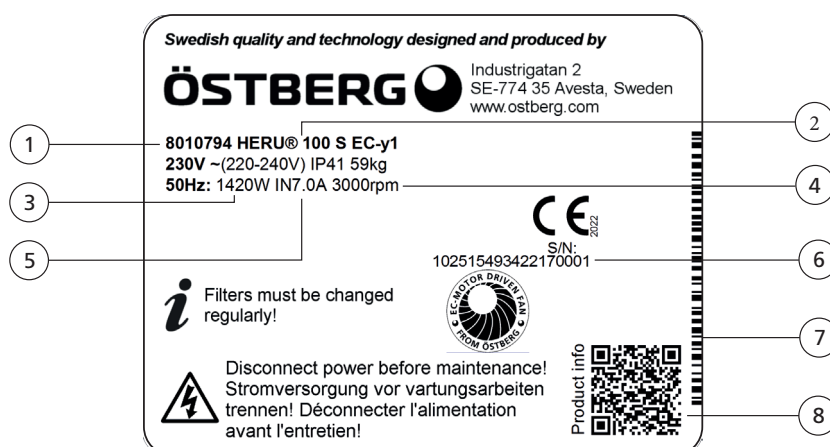 Swedish quality and technology designed and produced by
ÖSTBERG
Industrigatan 2
SE-774 35 Avesta, Sweden
www.ostberg.com
8010794 HERU® 100 S EC-y1
230V ~(220-240V) IP41 59kg
50Hz: 1420W IN7.0A 3000rpm
CE
2022
S/N:
102515493422170001
EC-MOTOR DRIVEN FAN
FROM ÖSTBERG
i Filters must be changed
regularly!
Disconnect power before maintenance!
Stromversorgung vor vartungsarbeiten
trennen! Déconnecter l'alimentation
avant l'entretien!
Product info
1
2
3
4
5
6
7
8